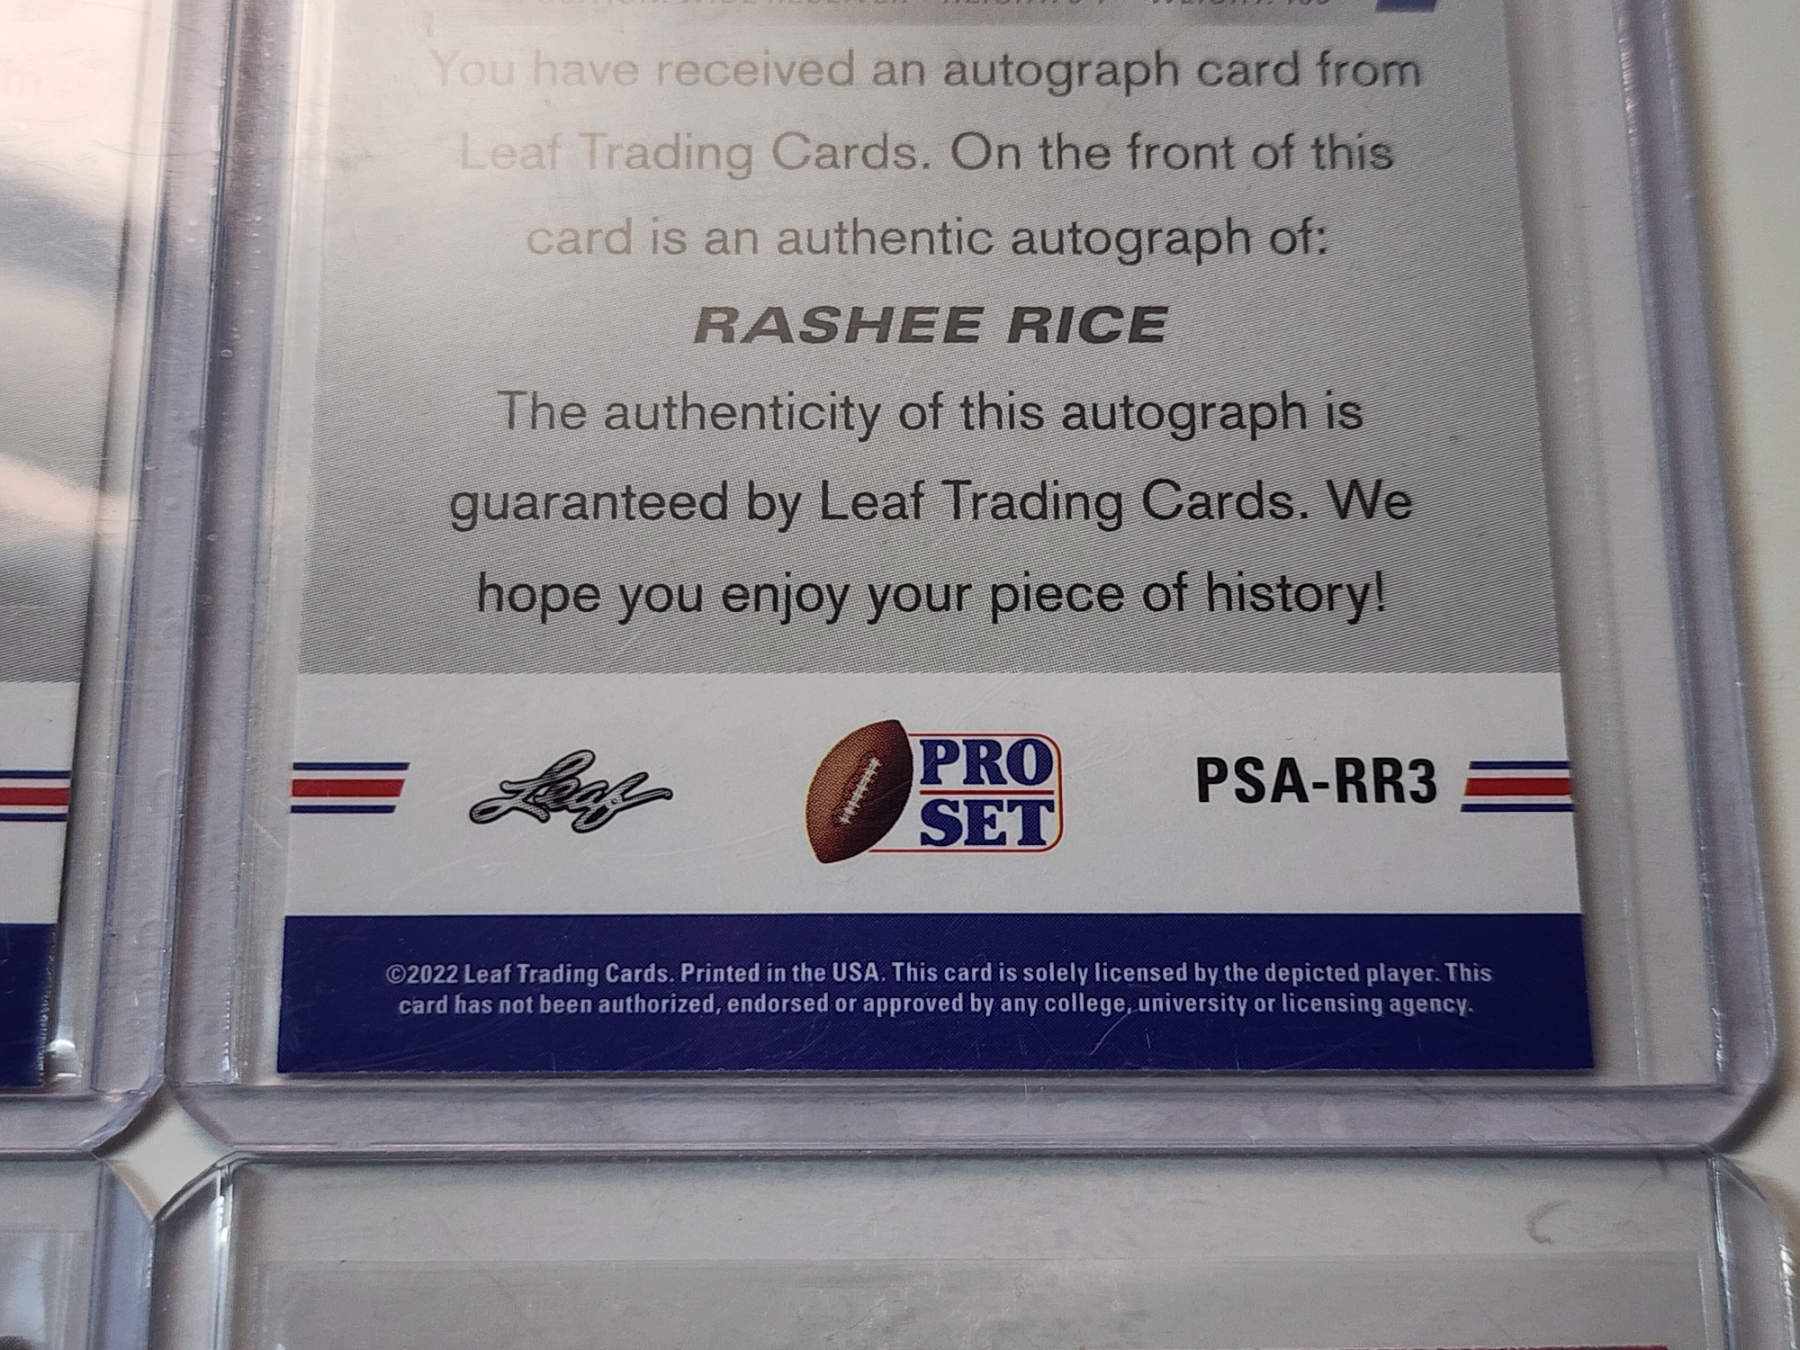 You have received an autograph card from
Leaf Trading Cards. On the front of this
card is an authentic autograph of:
RASHEE RICE
The authenticity of this autograph is
guaranteed by Leaf Trading Cards. We
hope you enjoy your piece of history!
Leaf
PRO
SET
PSA-RR3
©2022 Leaf Trading Cards. Printed in the USA. This card is solely licensed by the depicted player. This
card has not been authorized, endorsed or approved by any college, university or licensing agency.